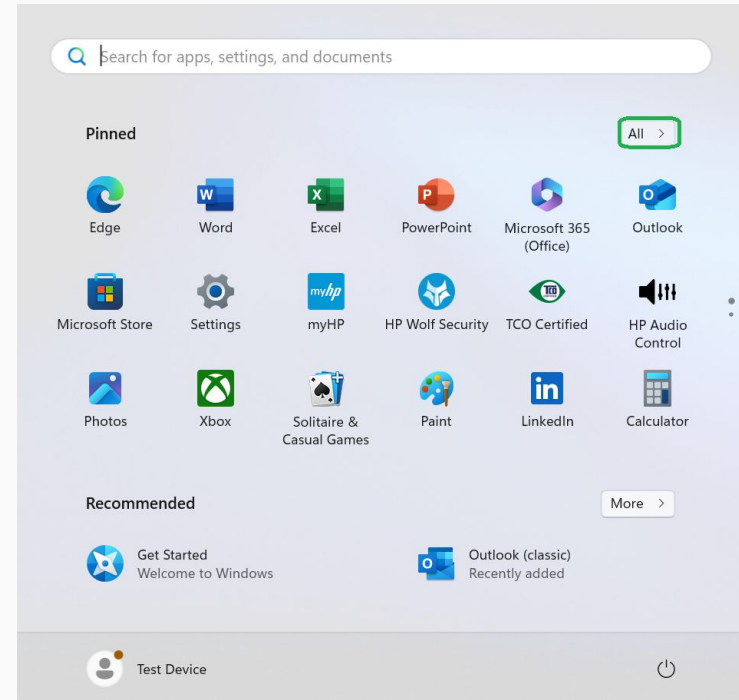 Search for apps, settings, and documents
Pinned
All
Edge
Word
Excel
PowerPoint
Microsoft 365
(Office)
Outlook
Microsoft Store
Settings
myHP
HP Wolf Security
TCO Certified
HP Audio
Control
Photos
Xbox
Solitaire &
Casual Games
Paint
LinkedIn
Calculator
Recommended
More
Get Started
Welcome to Windows
Outlook (classic)
Recently added
Test Device